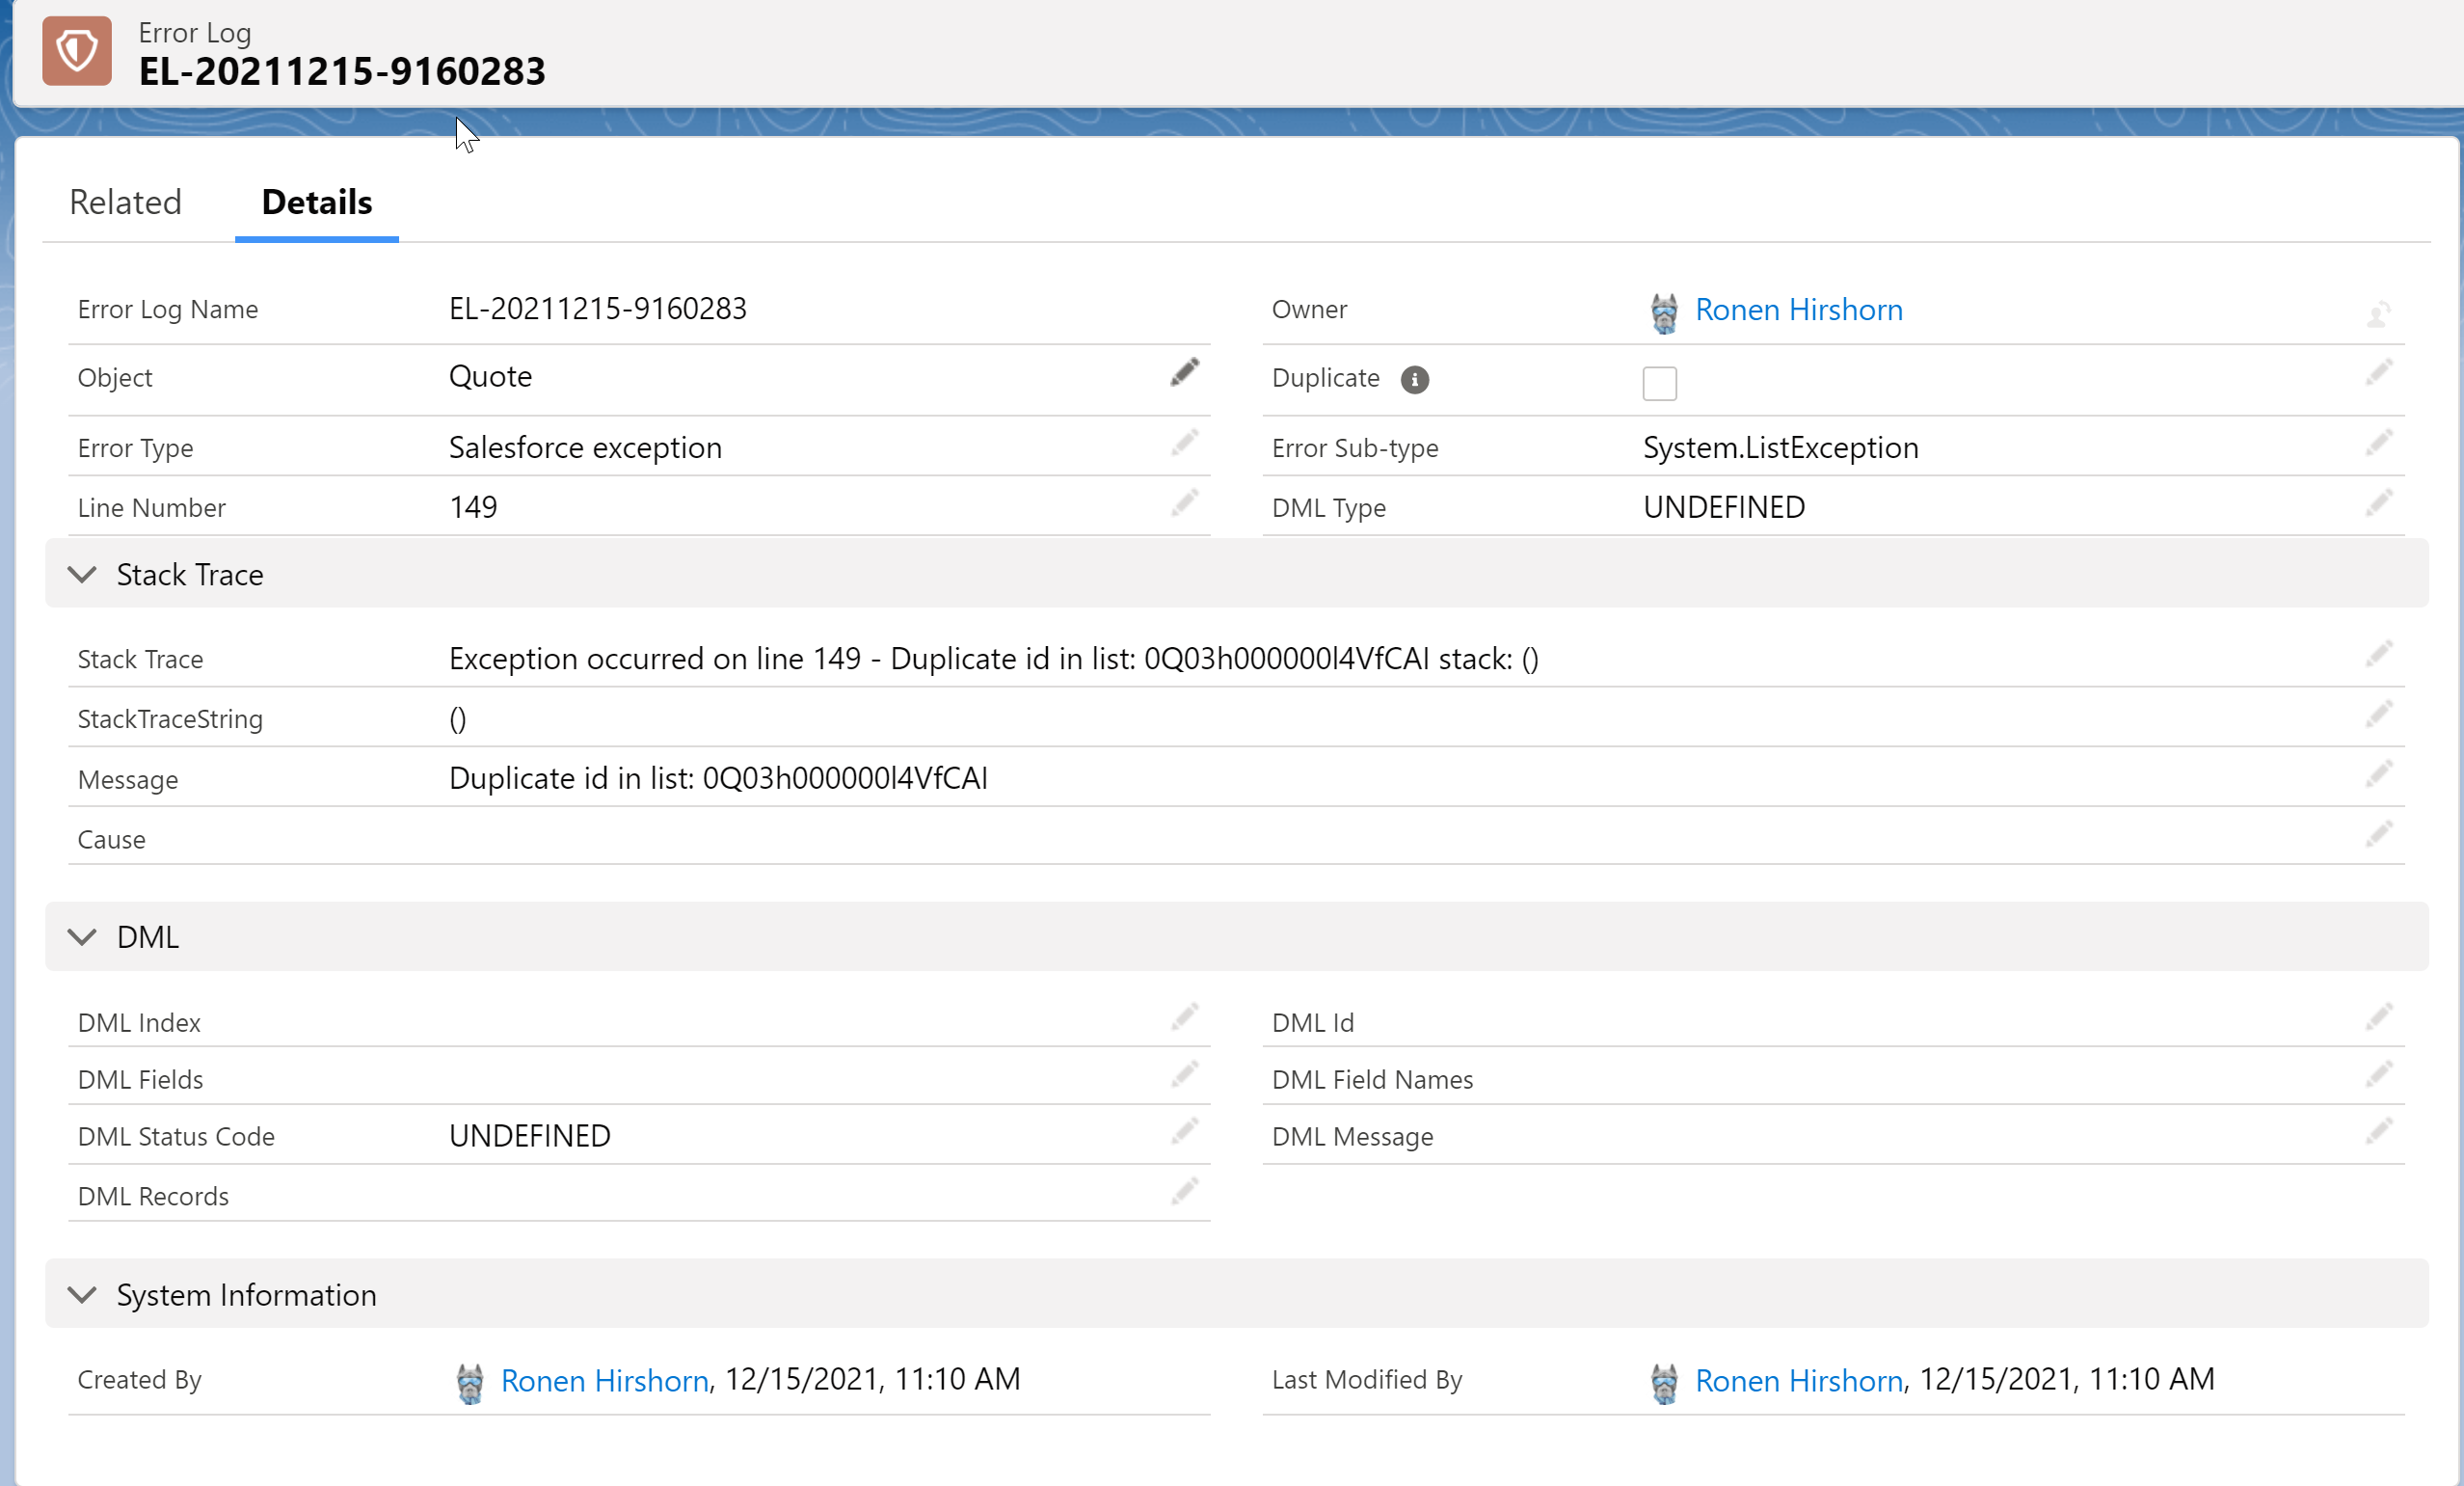 Error Log
EL-20211215-9160283
Related Details
Error Log Name EL-20211215-9160283 Owner Ronen Hirshorn
Object Quote Duplicate
Error Type Salesforce exception Error Sub-type System.ListException
Line Number 149 DML Type UNDEFINED
Stack Trace
Stack Trace Exception occurred on line 149 - Duplicate id in list: 0Q03h000000l4VfCAI stack: ()
StackTraceString ()
Message Duplicate id in list: 0Q03h000000l4VfCAI
Cause
DML
DML Index DML Id
DML Fields DML Field Names
DML Status Code UNDEFINED DML Message
DML Records
System Information
Created By Ronen Hirshorn, 12/15/2021, 11:10 AM Last Modified By Ronen Hirshorn, 12/15/2021, 11:10 AM